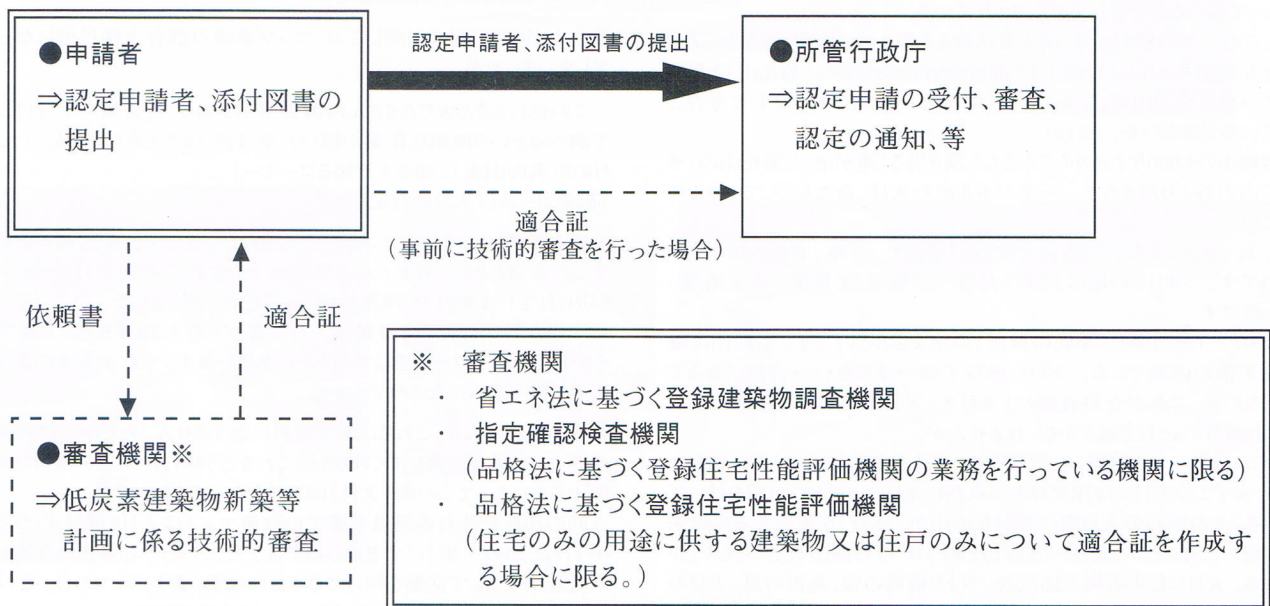 ●申請者
⇒認定申請者、添付図書の
提出
認定申請者、添付図書の提出
●所管行政庁
⇒認定申請の受付、審査、
認定の通知、等
適合証
（事前に技術的審査を行った場合）
依頼書
適合証
●審査機関※
⇒低炭素建築物新築等
計画に係る技術的審査
※ 審査機関
・ 省エネ法に基づく登録建築物調査機関
・ 指定確認検査機関
（品格法に基づく登録住宅性能評価機関の業務を行っている機関に限る）
・ 品格法に基づく登録住宅性能評価機関
（住宅のみの用途に供する建築物又は住戸のみについて適合証を作成す
る場合に限る。）